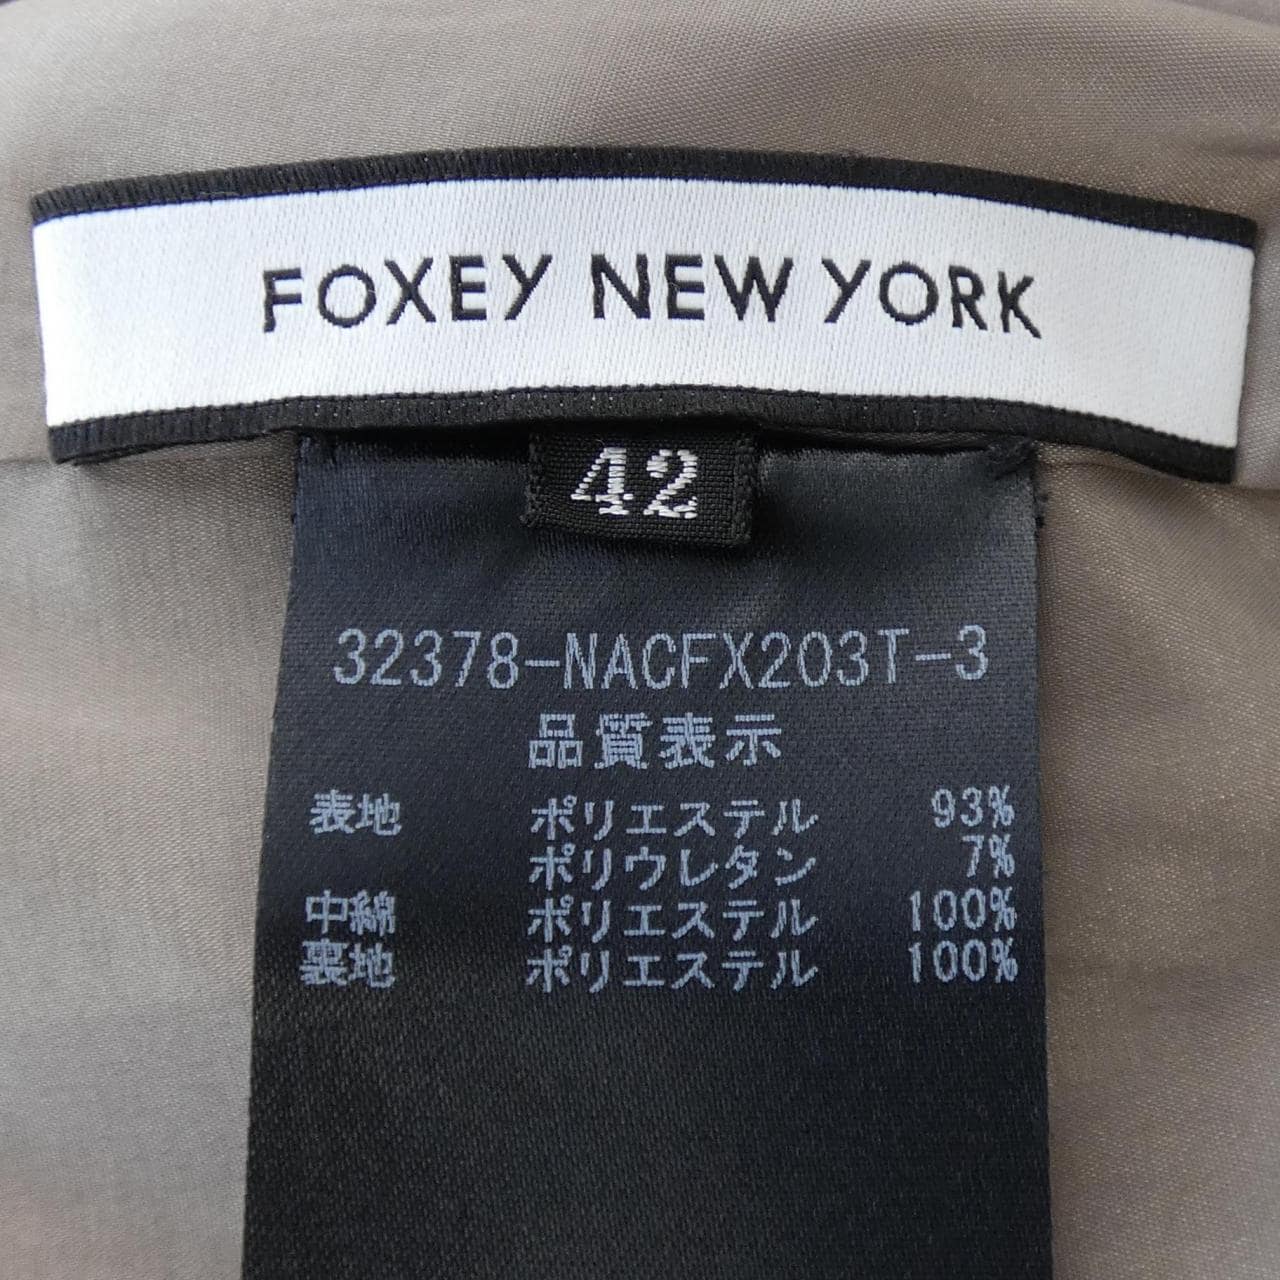 FOXEY NEW YORK
42
32378-NACFX203T-3
品質表示
表地 ポリエステル 93%
ポリウレタン 7%
中綿 ポリエステル 100%
裏地 ポリエステル 100%